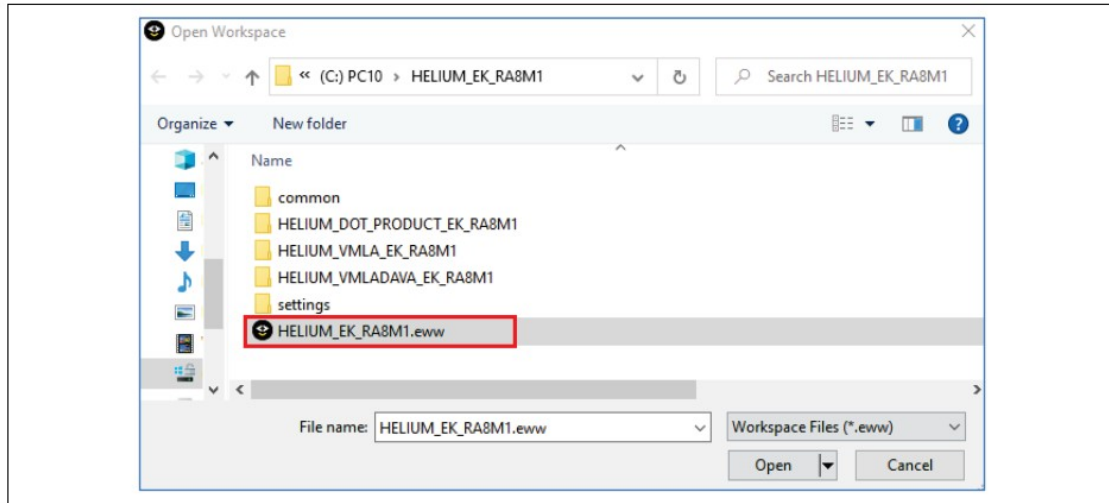 Open Workspace
« (C:) PC10 › HELIUM_EK_RA8M1
Search HELIUM_EK_RA8M1
Organize
New folder
Name
common
HELIUM_DOT_PRODUCT_EK_RA8M1
HELIUM_VMLA_EK_RA8M1
HELIUM_VMLADAVA_EK_RA8M1
settings
HELIUM_EK_RA8M1.eww
File name: HELIUM_EK_RA8M1.eww
Workspace Files (*.eww)
Open
Cancel